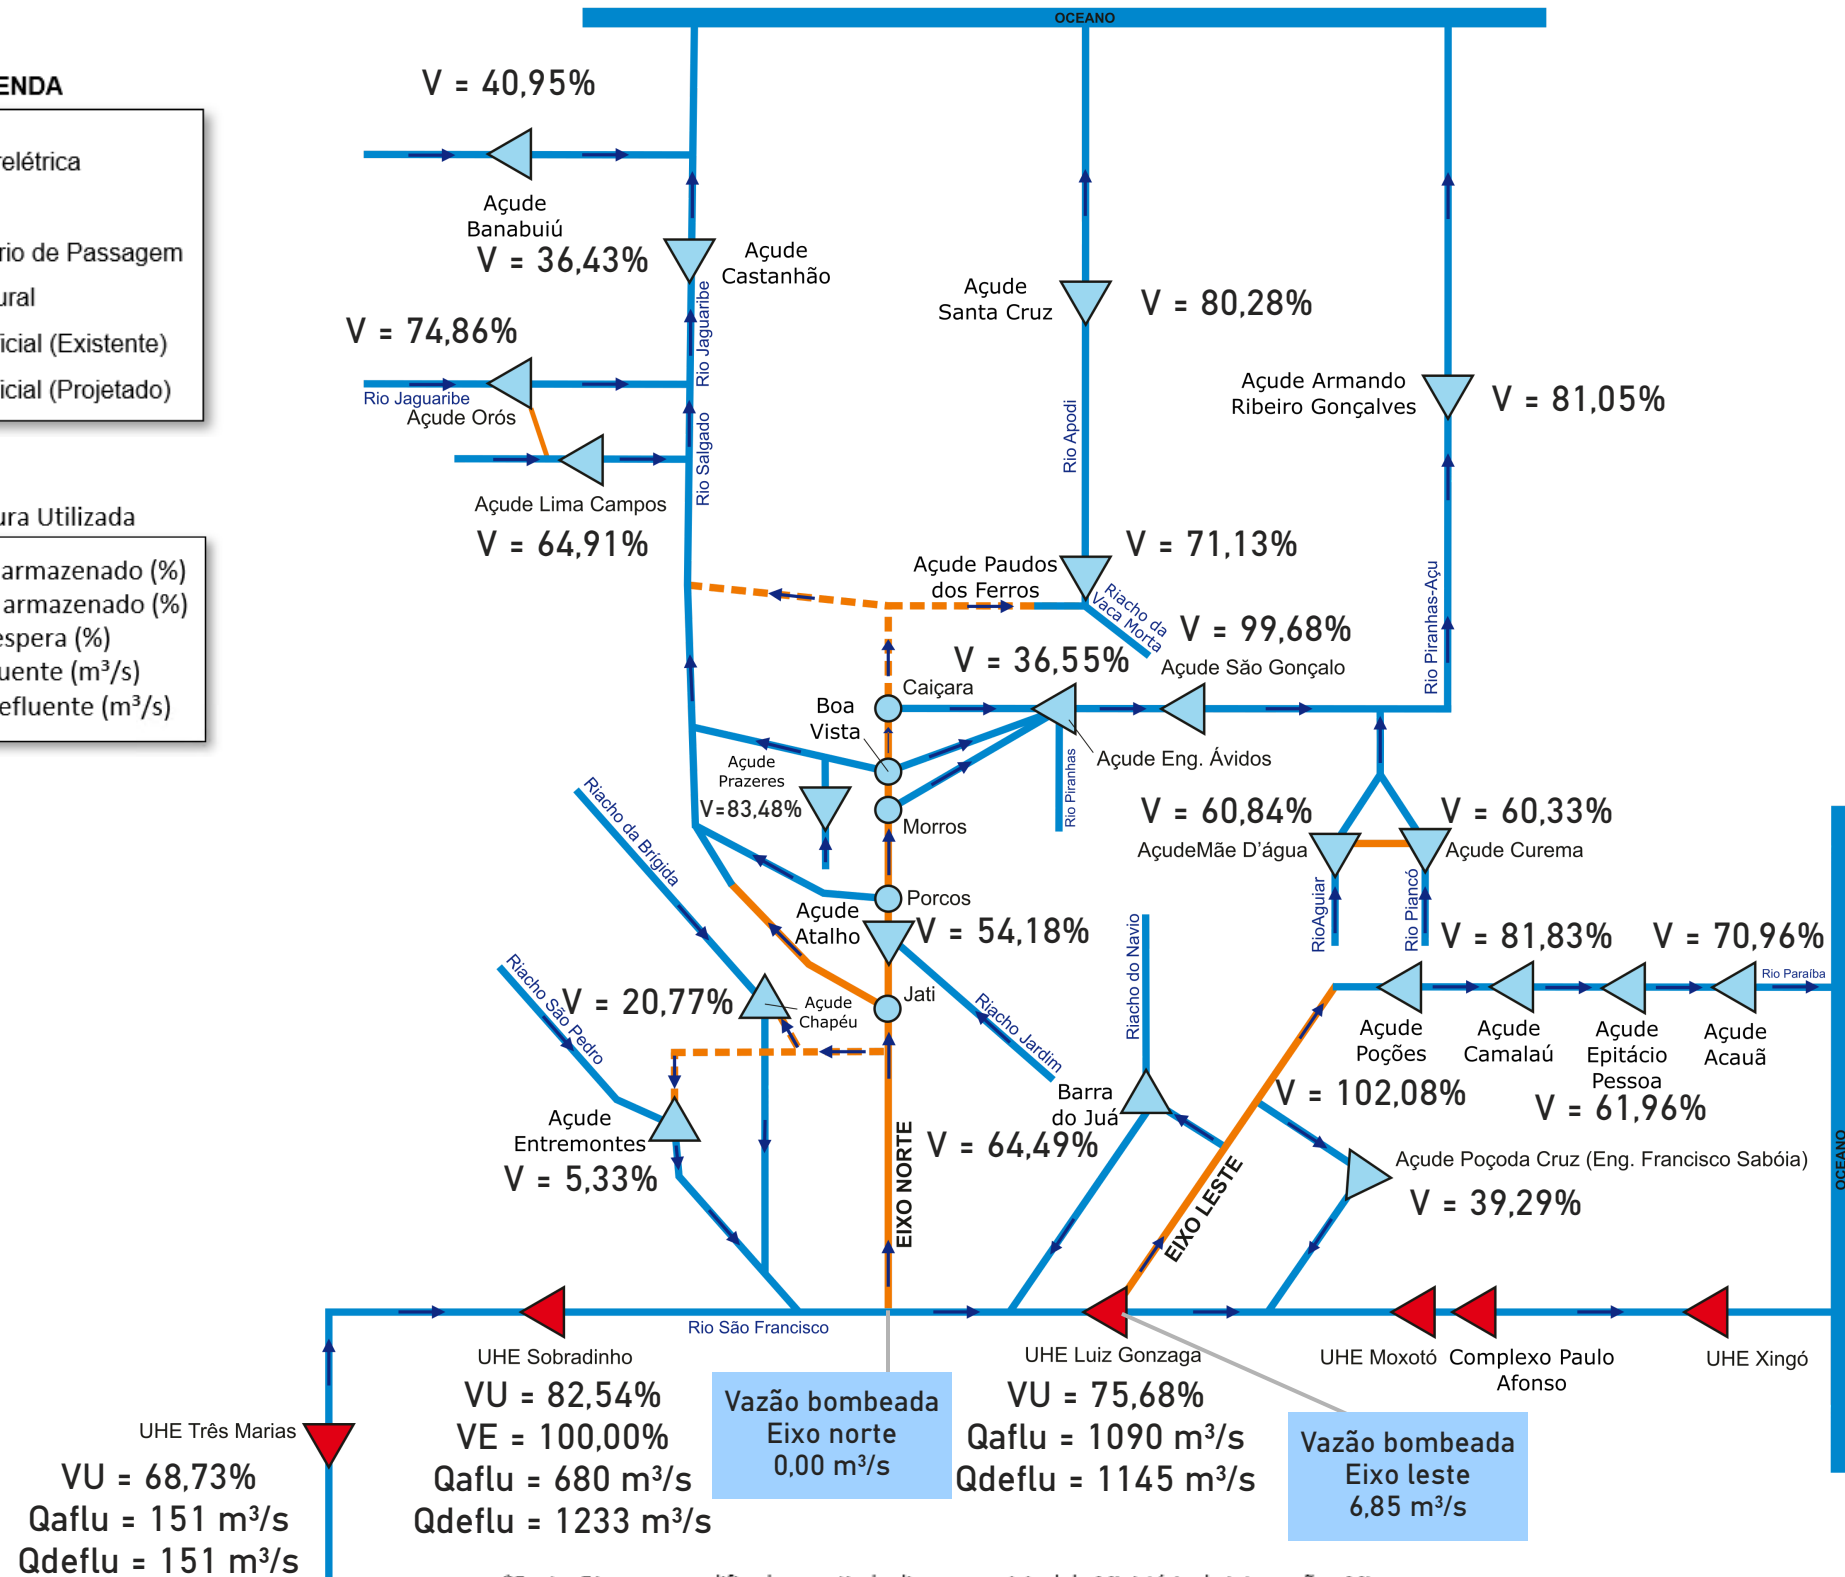 OCEANO
V = 40,95%
ENDA
relétrica
rio de Passagem
ural
icial (Existente)
icial (Projetado)
Açude
Banabuiú
V = 36,43%
Açude
Castanhão
Rio Jaguaribe
V = 74,86%
Rio Jaguaribe
Açude Orós
Rio Salgado
Açude Lima Campos
V = 64,91%
Açude
Santa Cruz
V = 80,28%
Rio Apodi
Açude Armando
Ribeiro Gonçalves
V = 81,05%
Rio Piranhas-Açu
ura Utilizada
armazenado (%)
armazenado (%)
espera (%)
uente (m³/s)
efluente (m³/s)
Açude Paudos
dos Ferros
V = 71,13%
Riacho da
Vaca Morta
V = 99,68%
Açude São Gonçalo
V = 36,55%
Caiçara
Boa
Vista
Açude Eng. Ávidos
Rio Piranhas
Açude
Prazeres
V=83,48%
Morros
Porcos
Riacho da Brígida
V = 60,84%
AçudeMãe D'água
V = 60,33%
Açude Curema
RioAguiar
Rio Piancó
Açude
Atalho
V = 54,18%
Riacho Jardim
Riacho do Navio
Jati
Riacho São Pedro
V = 20,77%
Açude
Chapéu
V = 81,83%
V = 70,96%
Rio Paraíba
Açude
Poções
Açude
Camalaú
Açude
Epitácio
Pessoa
Açude
Acauã
V = 102,08%
V = 61,96%
Açude
Entremontes
V = 5,33%
EIXO NORTE
Barra
do Juá
V = 64,49%
EIXO LESTE
Açude Poçoda Cruz (Eng. Francisco Sabóia)
V = 39,29%
OCEANO
Rio São Francisco
UHE Sobradinho
VU = 82,54%
VE = 100,00%
Qaflu = 680 m³/s
Qdeflu = 1233 m³/s
Vazão bombeada
Eixo norte
0,00 m³/s
UHE Luiz Gonzaga
VU = 75,68%
Qaflu = 1090 m³/s
Qdeflu = 1145 m³/s
Vazão bombeada
Eixo leste
6,85 m³/s
UHE Moxotó
Complexo Paulo
Afonso
UHE Xingó
UHE Três Marias
VU = 68,73%
Qaflu = 151 m³/s
Qdeflu = 151 m³/s